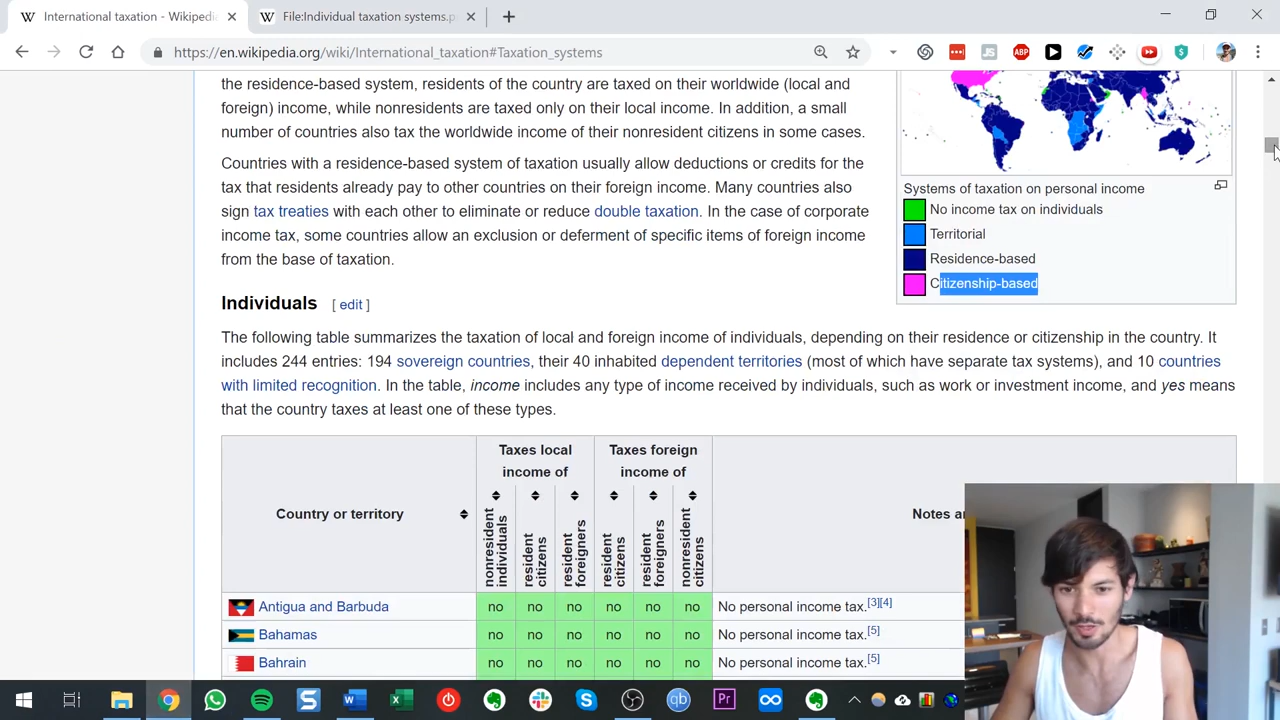 International taxation - Wikipedi
File:Individual taxation systems.p
https://en.wikipedia.org/wiki/International_taxation#Taxation_systems
JS
ABP
the residence-based system, residents of the country are taxed on their worldwide (local and
foreign) income, while nonresidents are taxed only on their local income. In addition, a small
number of countries also tax the worldwide income of their nonresident citizens in some cases.
Countries with a residence-based system of taxation usually allow deductions or credits for the
tax that residents already pay to other countries on their foreign income. Many countries also
sign tax treaties with each other to eliminate or reduce double taxation. In the case of corporate
income tax, some countries allow an exclusion or deferment of specific items of foreign income
from the base of taxation.
Systems of taxation on personal income
No income tax on individuals
Territorial
Residence-based
Citizenship-based
Individuals [ edit ]
The following table summarizes the taxation of local and foreign income of individuals, depending on their residence or citizenship in the country. It
includes 244 entries: 194 sovereign countries, their 40 inhabited dependent territories (most of which have separate tax systems), and 10 countries
with limited recognition. In the table, income includes any type of income received by individuals, such as work or investment income, and yes means
that the country taxes at least one of these types.
Country or territory
Taxes local
income of
Taxes foreign
income of
nonresident
individuals
resident
citizens
resident
foreigners
resident
citizens
resident
foreigners
nonresident
citizens
Notes
Antigua and Barbuda no no no no no no No personal income tax.[3][4]
Bahamas no no no no no no No personal income tax.[5]
Bahrain no no no no no no No personal income tax.[5]
qb
Pr